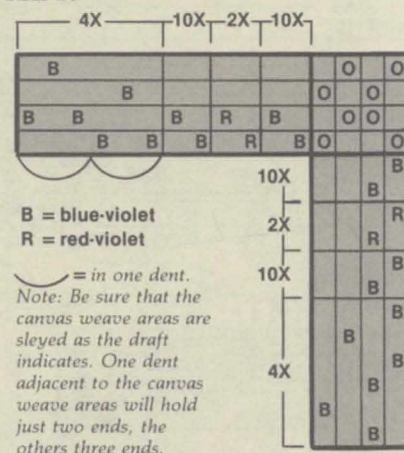 4X 10X 2X 10X
B O O
B O O
B B B R B O O
B B B R B O O
B
10X
B
R
2X
R
B
10X
B
B
B
B
4X
B
B
B
B = blue-violet
R = red-violet
= in one dent.
Note: Be sure that the
canvas weave areas are
sleyed as the draft
indicates. One dent
adjacent to the canvas
weave areas will hold
just two ends, the
others three ends.